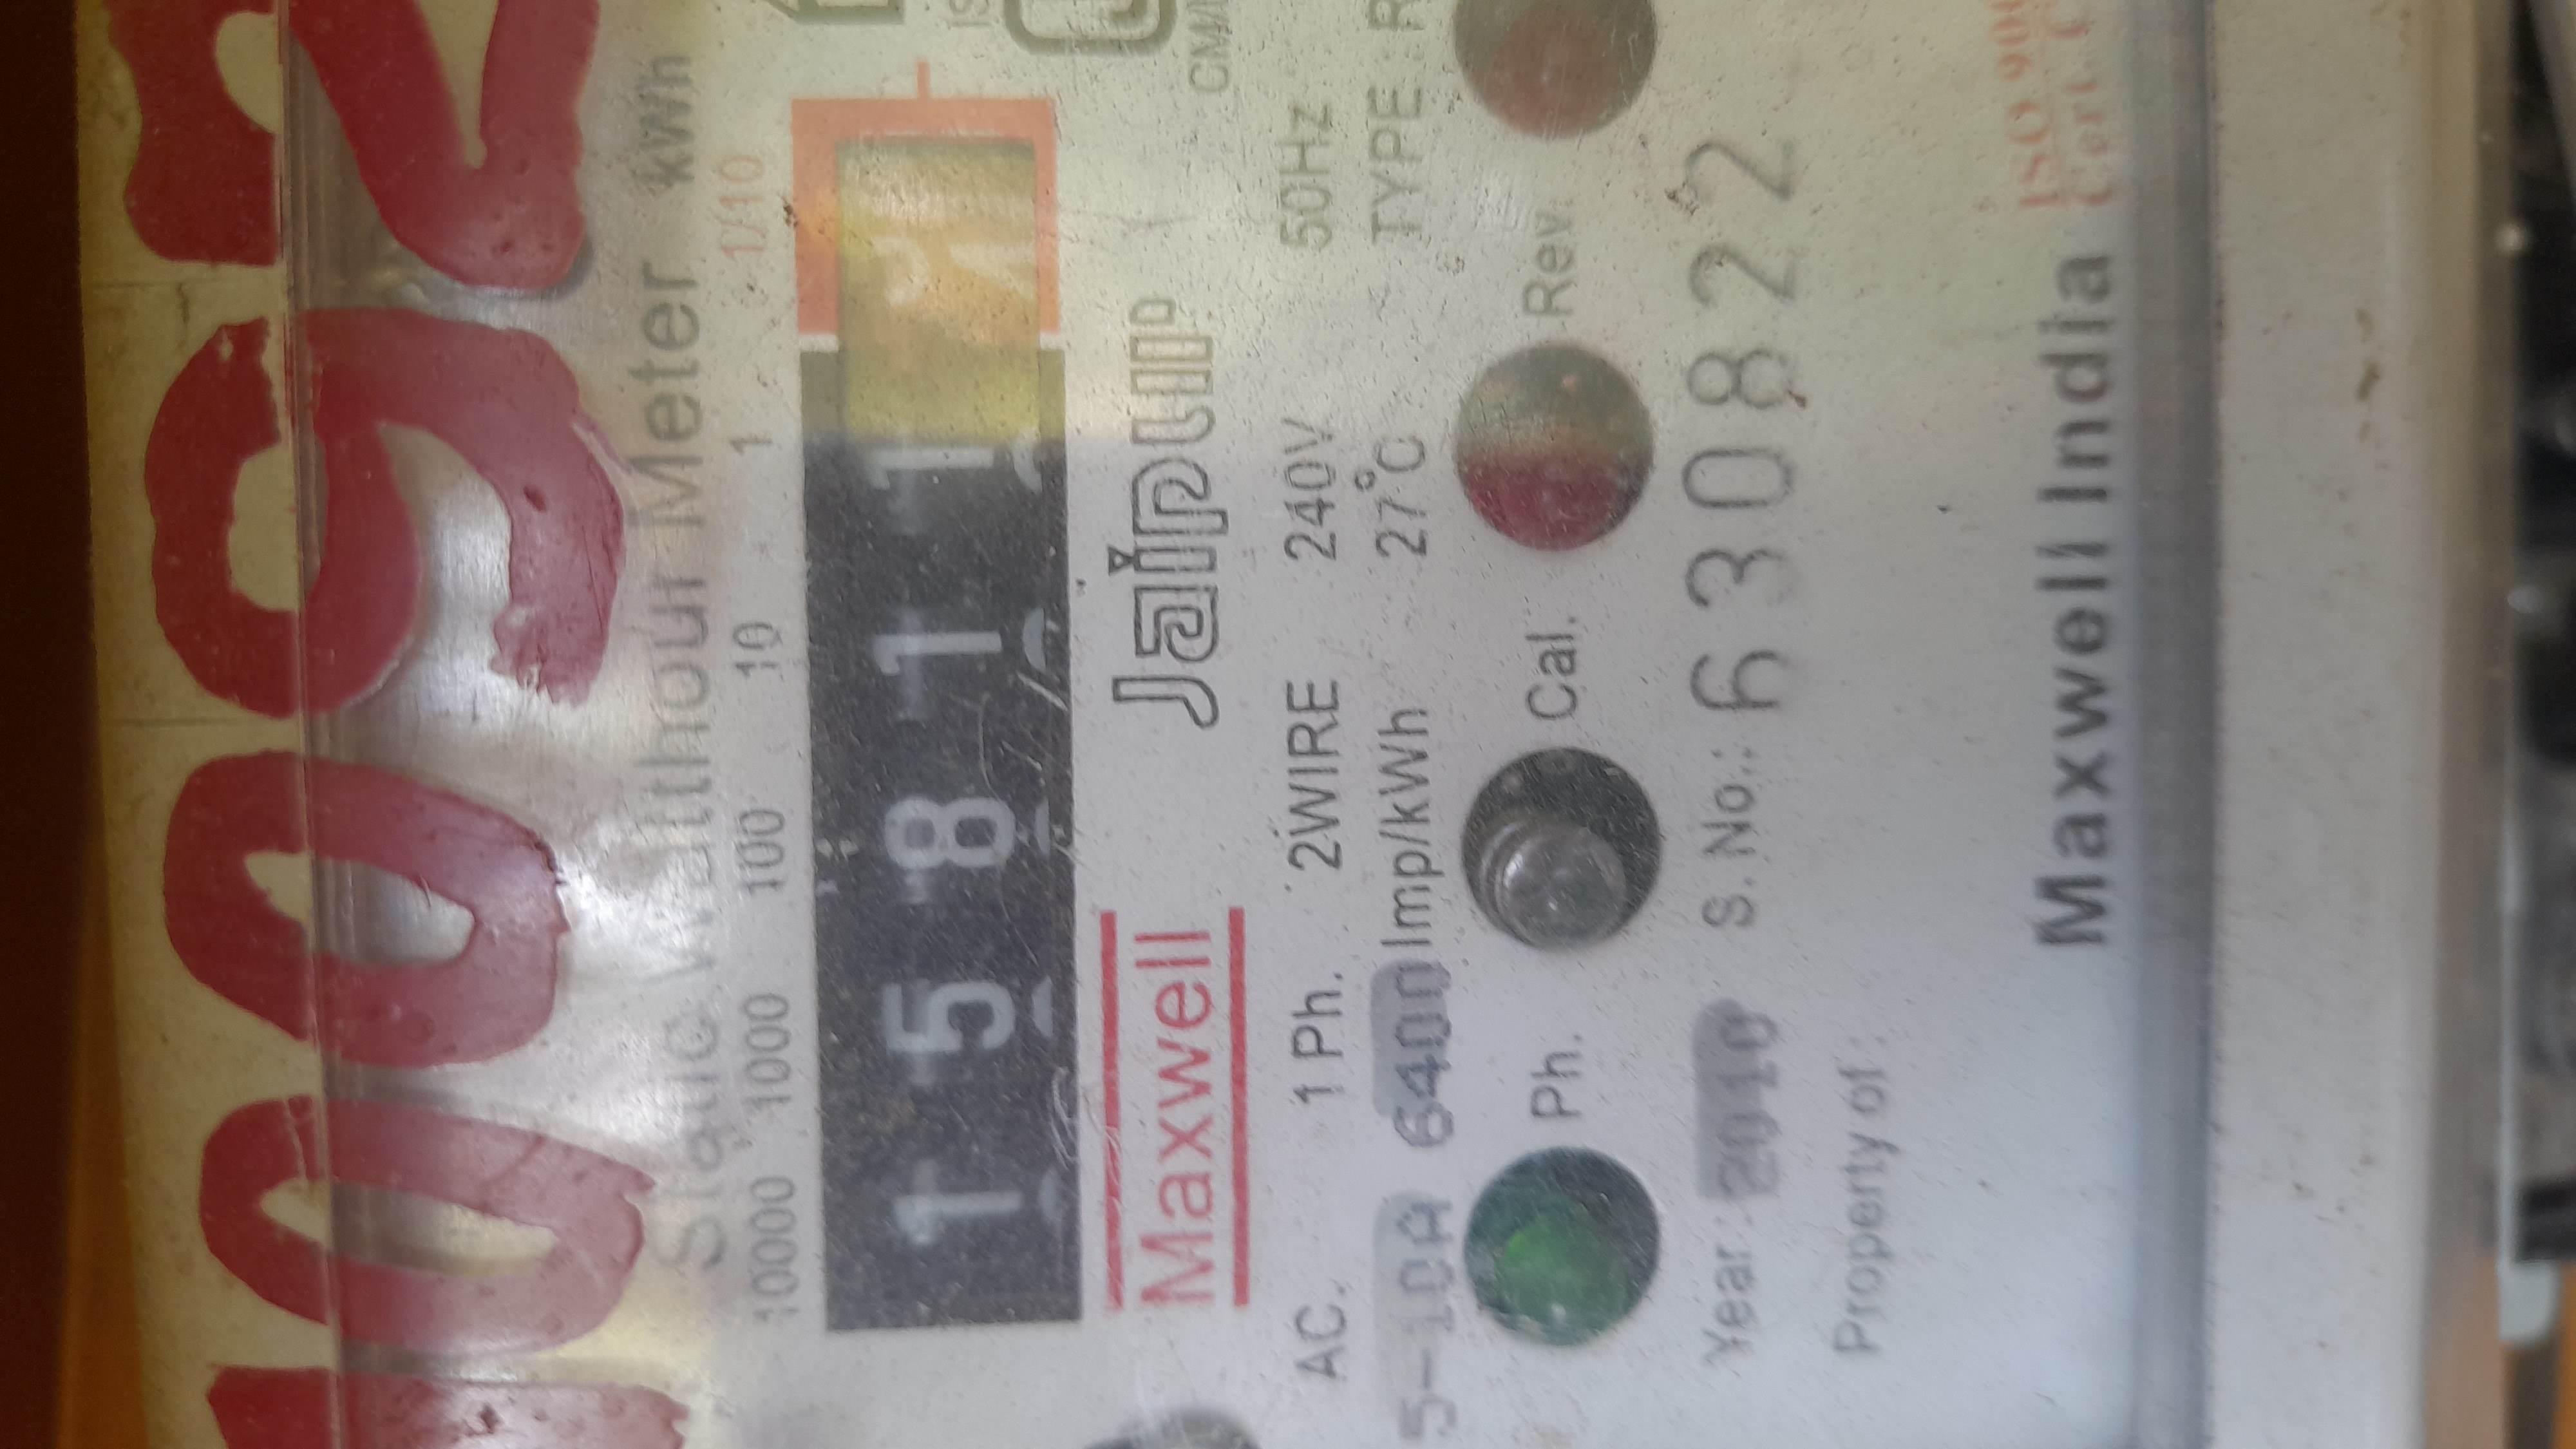 Static Watthour Meter kWh
10000 1000 100 10 1 1/10
1 5 8 1 1
Maxwell Jaipur
AC. 1 Ph. 2WIRE 240V 50Hz
5-10A 6400 Imp/kWh 27°C TYPE : R
Ph. Cal. Rev.
Year : 2010 S. No.: 630822
Property of :
Maxwell India ISO 900